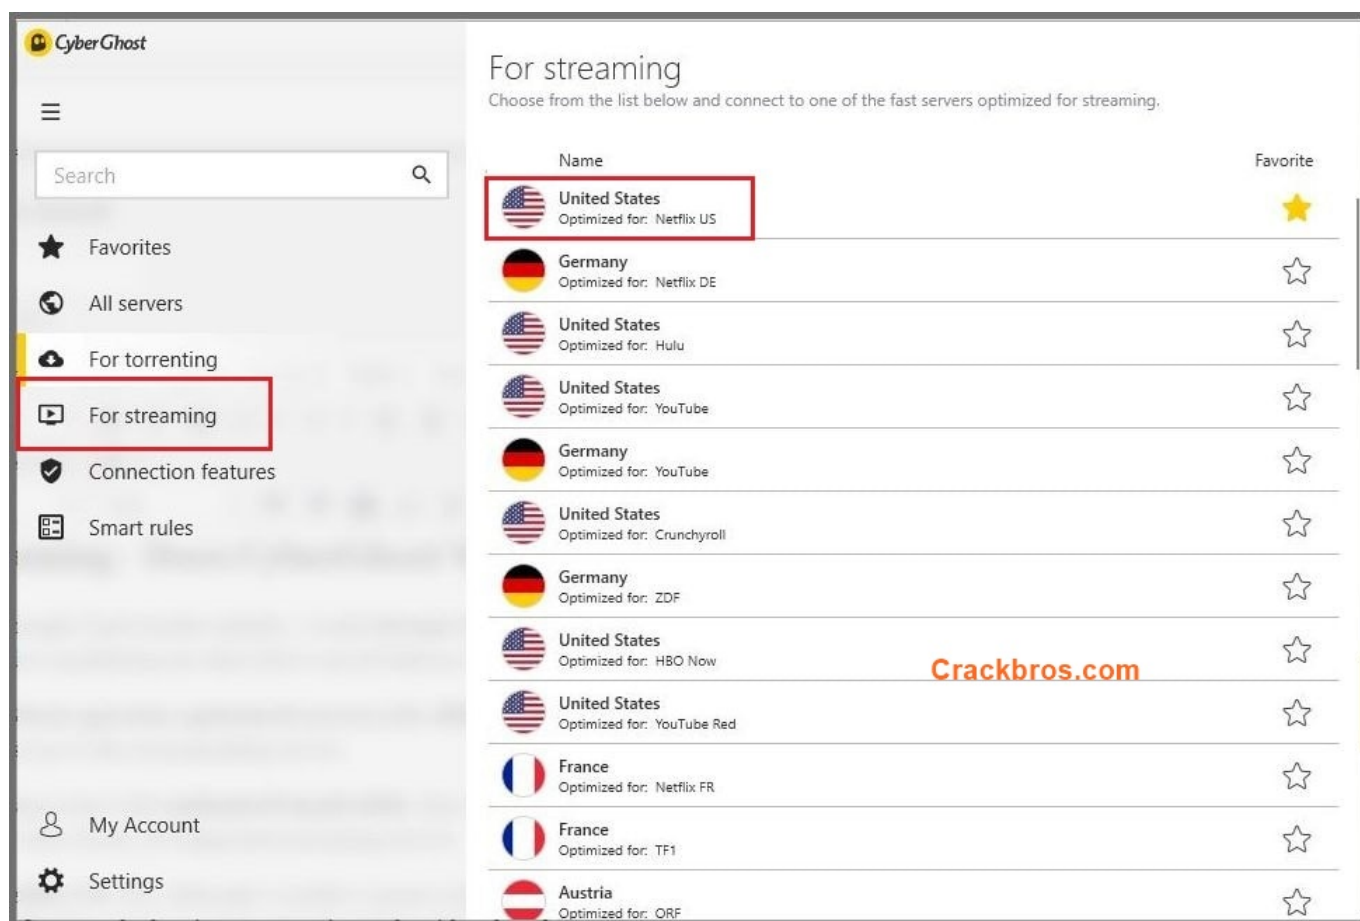 CyberGhost
Search
Favorites
All servers
For torrenting
For streaming
Connection features
Smart rules
My Account
Settings
For streaming
Choose from the list below and connect to one of the fast servers optimized for streaming.
Name Favorite
United States
Optimized for: Netflix US
Germany
Optimized for: Netflix DE
United States
Optimized for: Hulu
United States
Optimized for: YouTube
Germany
Optimized for: YouTube
United States
Optimized for: Crunchyroll
Germany
Optimized for: ZDF
United States
Optimized for: HBO Now
Crackbros.com
United States
Optimized for: YouTube Red
France
Optimized for: Netflix FR
France
Optimized for: TF1
Austria
Optimized for: ORF